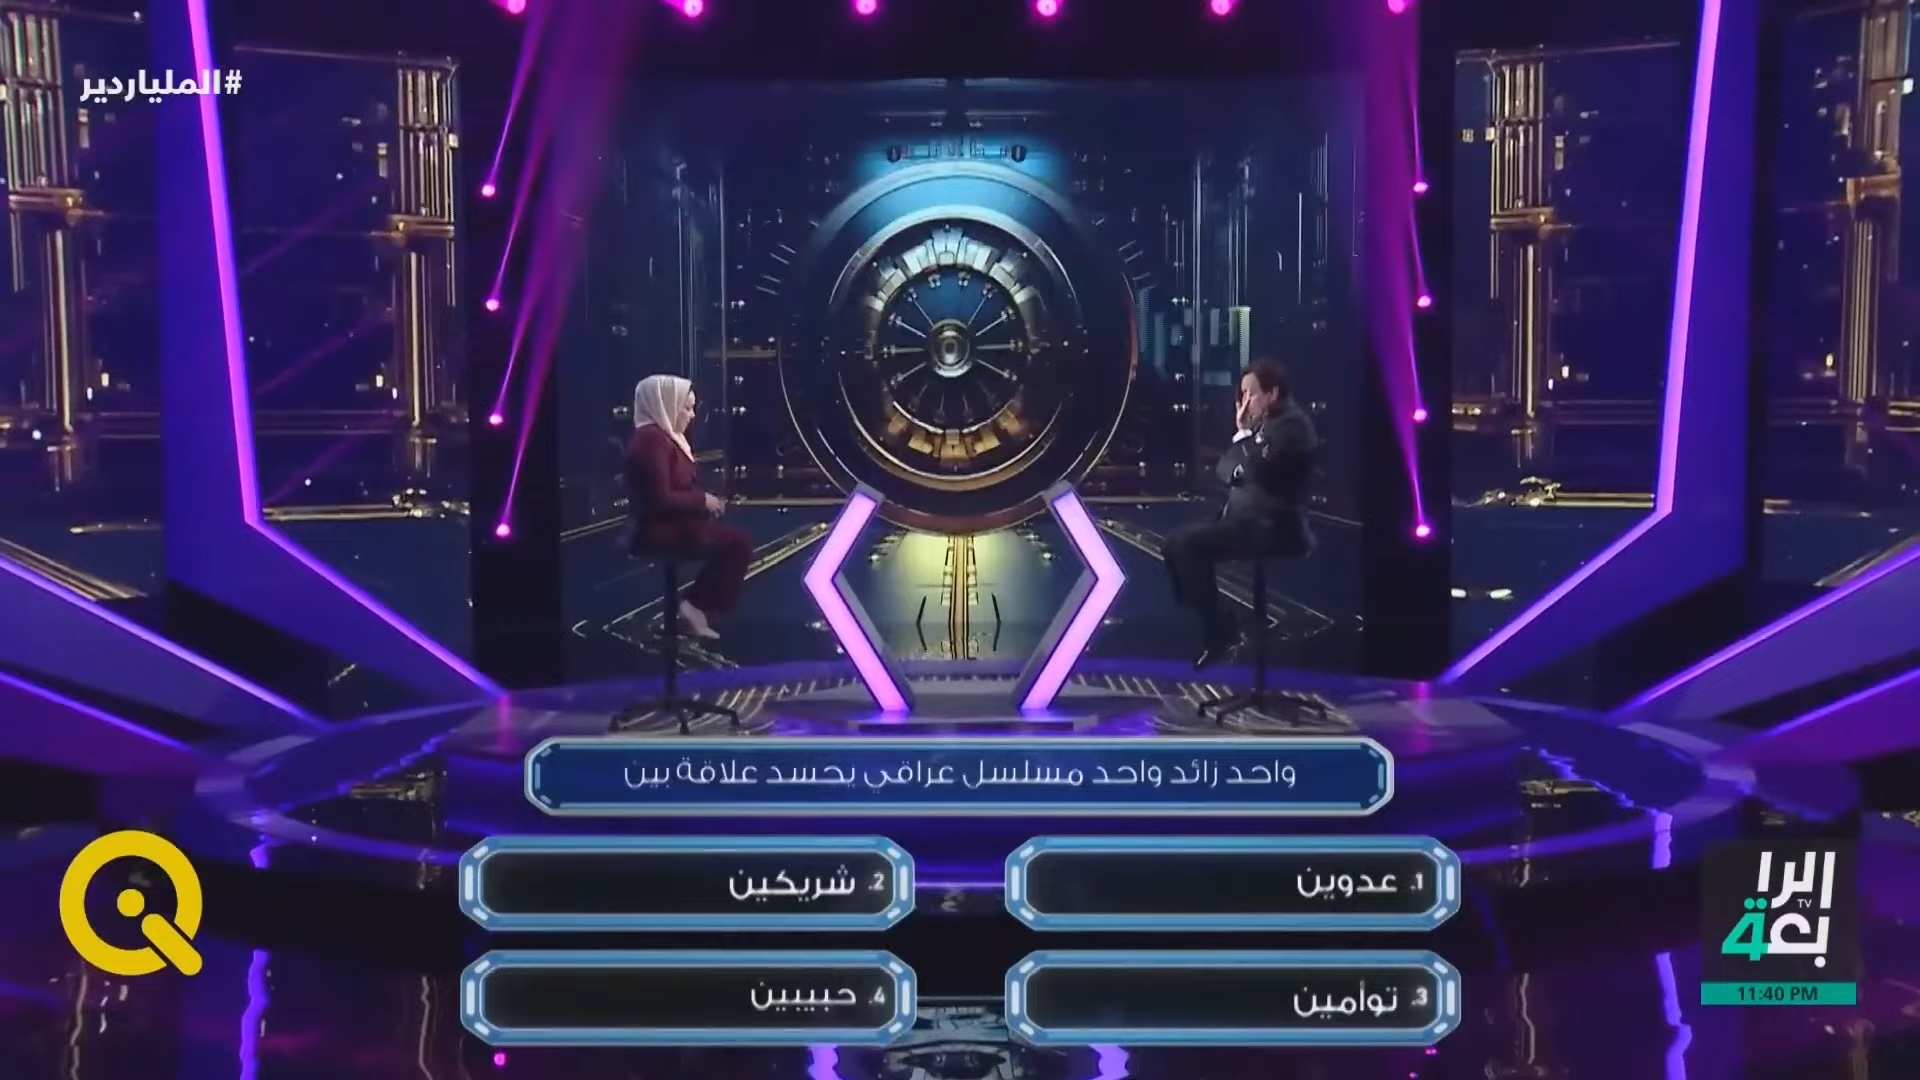 #الملياردير
واحد زائد واحد مسلسل عراقي يجسد علاقة بين
1. عدوين
2. شريكين
3. توأمين
4. حبيبين
الرابعة
TV
4
11:40 PM